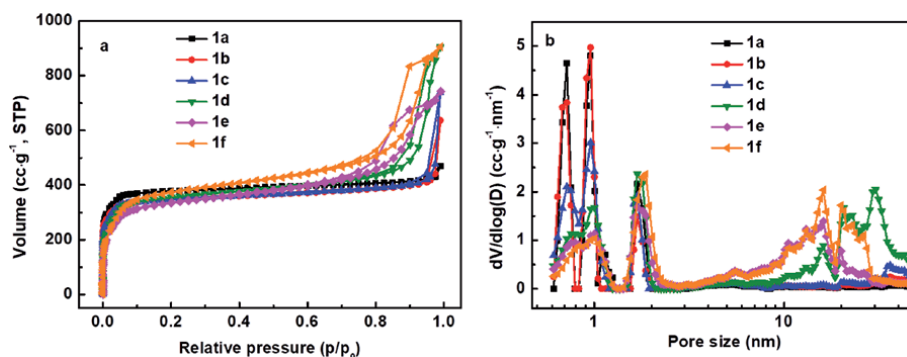 a
1a
1b
1c
1d
1e
1f
Volume (cc·g⁻¹, STP)
1000
800
600
400
200
0
0.0 0.2 0.4 0.6 0.8 1.0
Relative pressure (p/p₀)
b
1a
1b
1c
1d
1e
1f
dV/dlog(D) (cc·g⁻¹·nm⁻¹)
5
4
3
2
1
0
1 10
Pore size (nm)